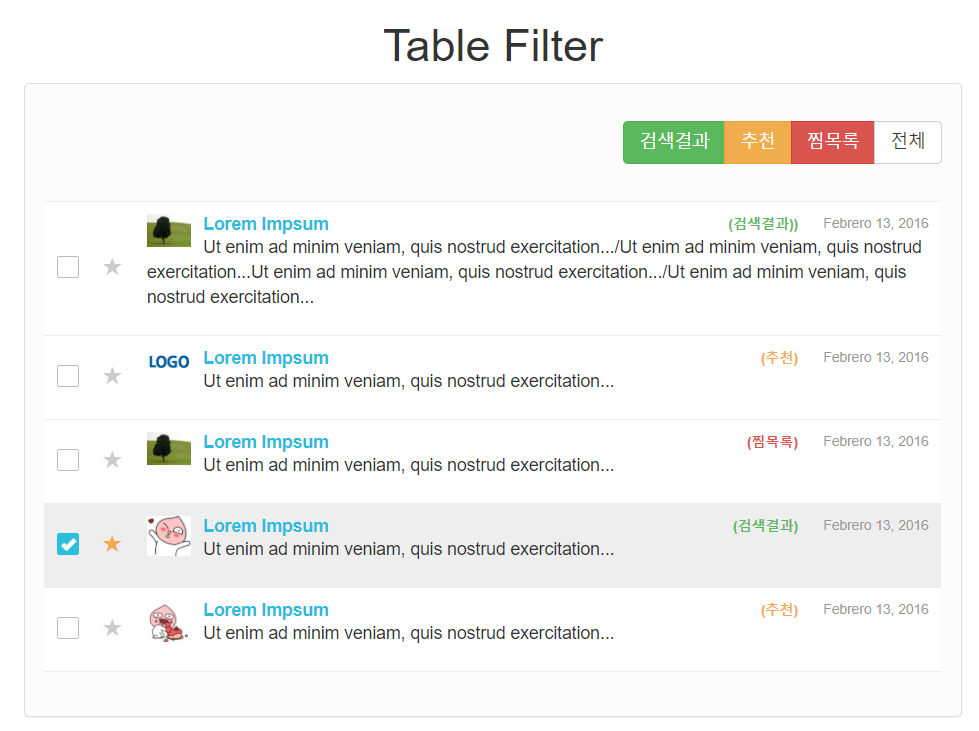 Table Filter
검색결과 추천 찜목록 전체
Lorem Impsum (검색결과)) Febrero 13, 2016
Ut enim ad minim veniam, quis nostrud exercitation.../Ut enim ad minim veniam, quis nostrud
exercitation...Ut enim ad minim veniam, quis nostrud exercitation.../Ut enim ad minim veniam, quis
nostrud exercitation...
LOGO Lorem Impsum (추천) Febrero 13, 2016
Ut enim ad minim veniam, quis nostrud exercitation...
Lorem Impsum (찜목록) Febrero 13, 2016
Ut enim ad minim veniam, quis nostrud exercitation...
Lorem Impsum (검색결과) Febrero 13, 2016
Ut enim ad minim veniam, quis nostrud exercitation...
Lorem Impsum (추천) Febrero 13, 2016
Ut enim ad minim veniam, quis nostrud exercitation...